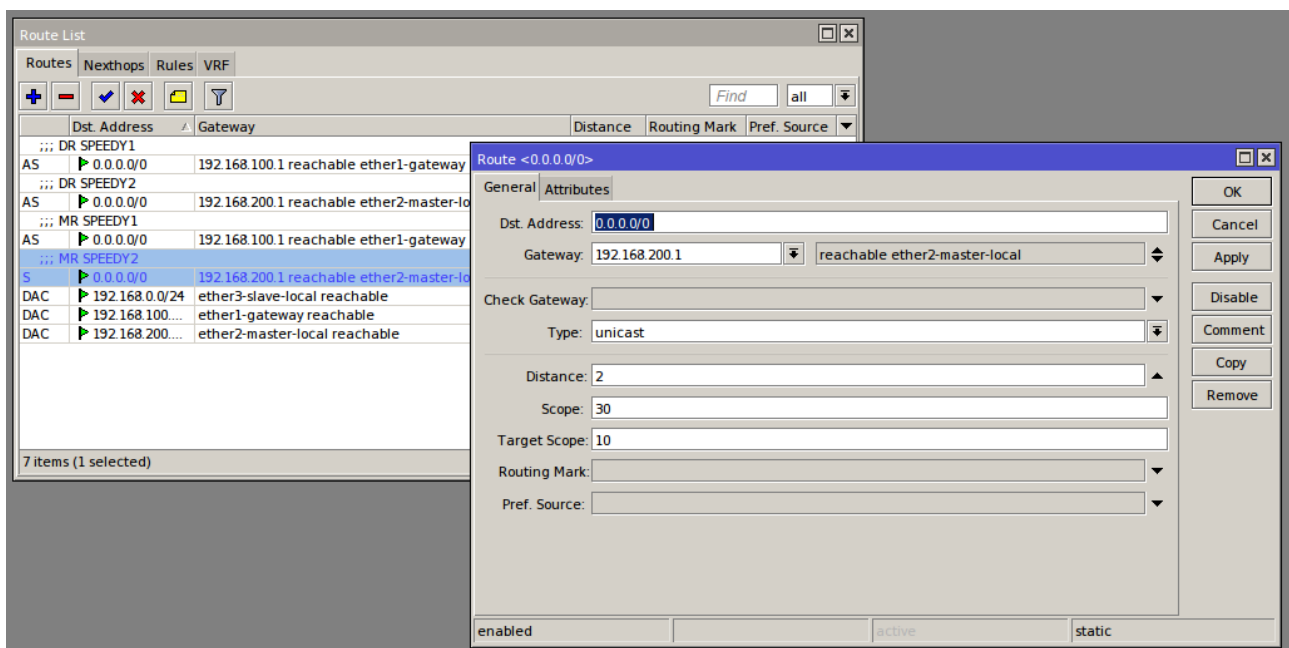 Route List
Routes Nexthops Rules VRF
Find all
Dst. Address Gateway Distance Routing Mark Pref. Source
;;; DR SPEEDY1
AS 0.0.0.0/0 192.168.100.1 reachable ether1-gateway
;;; DR SPEEDY2
AS 0.0.0.0/0 192.168.200.1 reachable ether2-master-lo
;;; MR SPEEDY1
AS 0.0.0.0/0 192.168.100.1 reachable ether1-gateway
;;; MR SPEEDY2
S 0.0.0.0/0 192.168.200.1 reachable ether2-master-lo
DAC 192.168.0.0/24 ether3-slave-local reachable
DAC 192.168.100.... ether1-gateway reachable
DAC 192.168.200.... ether2-master-local reachable
7 items (1 selected)
Route <0.0.0.0/0>
General Attributes
Dst. Address: 0.0.0.0/0
Gateway: 192.168.200.1 reachable ether2-master-local
Check Gateway:
Type: unicast
Distance: 2
Scope: 30
Target Scope: 10
Routing Mark:
Pref. Source:
OK
Cancel
Apply
Disable
Comment
Copy
Remove
enabled active static